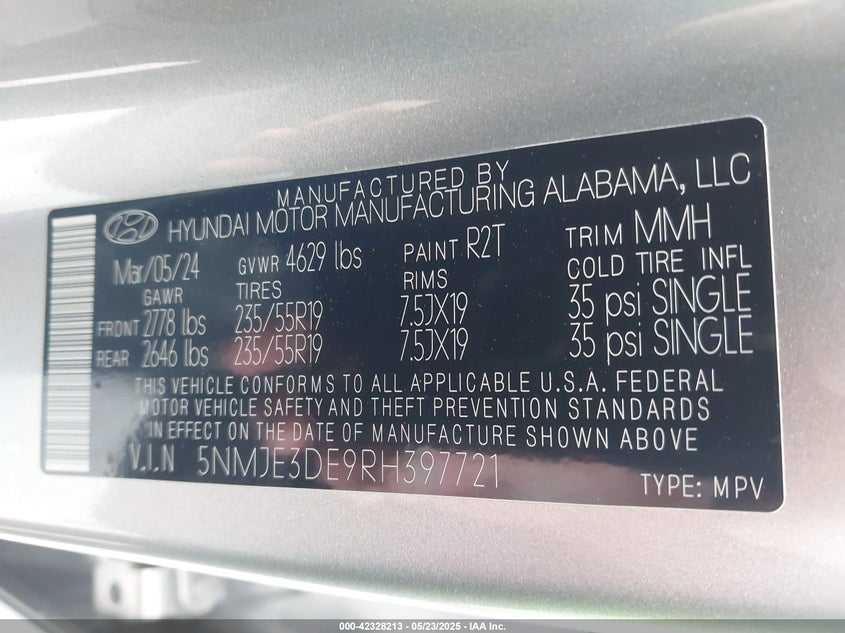 MANUFACTURED BY
HYUNDAI MOTOR MANUFACTURING ALABAMA, LLC
Mar/05/24 GVWR 4629 lbs PAINT R2T TRIM MMH
GAWR TIRES RIMS COLD TIRE INFL
FRONT 2778 lbs 235/55R19 7.5JX19 35 psi SINGLE
REAR 2646 lbs 235/55R19 7.5JX19 35 psi SINGLE
THIS VEHICLE CONFORMS TO ALL APPLICABLE U.S.A. FEDERAL
MOTOR VEHICLE SAFETY AND THEFT PREVENTION STANDARDS
IN EFFECT ON THE DATE OF MANUFACTURE SHOWN ABOVE
V.I.N 5NMJE3DE9RH397721
TYPE: MPV
000-42328213 - 05/23/2025 - IAA Inc.